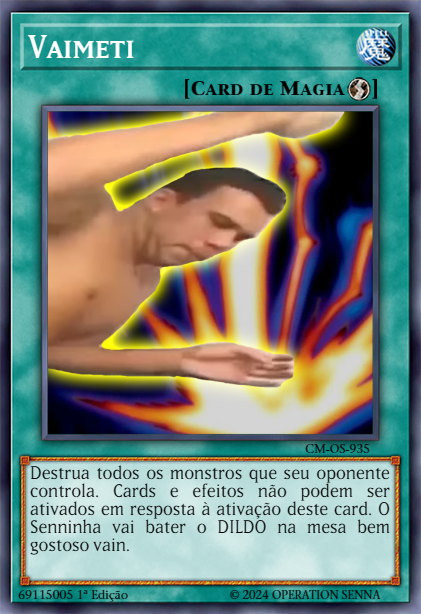 VAIMETI
[CARD DE MAGIA]
CM-OS-935
Destrua todos os monstros que seu oponente
controla. Cards e efeitos não podem ser
ativados em resposta à ativação deste card. O
Senninha vai bater o DILDO na mesa bem
gostoso vain.
69115005 1ª Edição © 2024 OPERATION SENNA